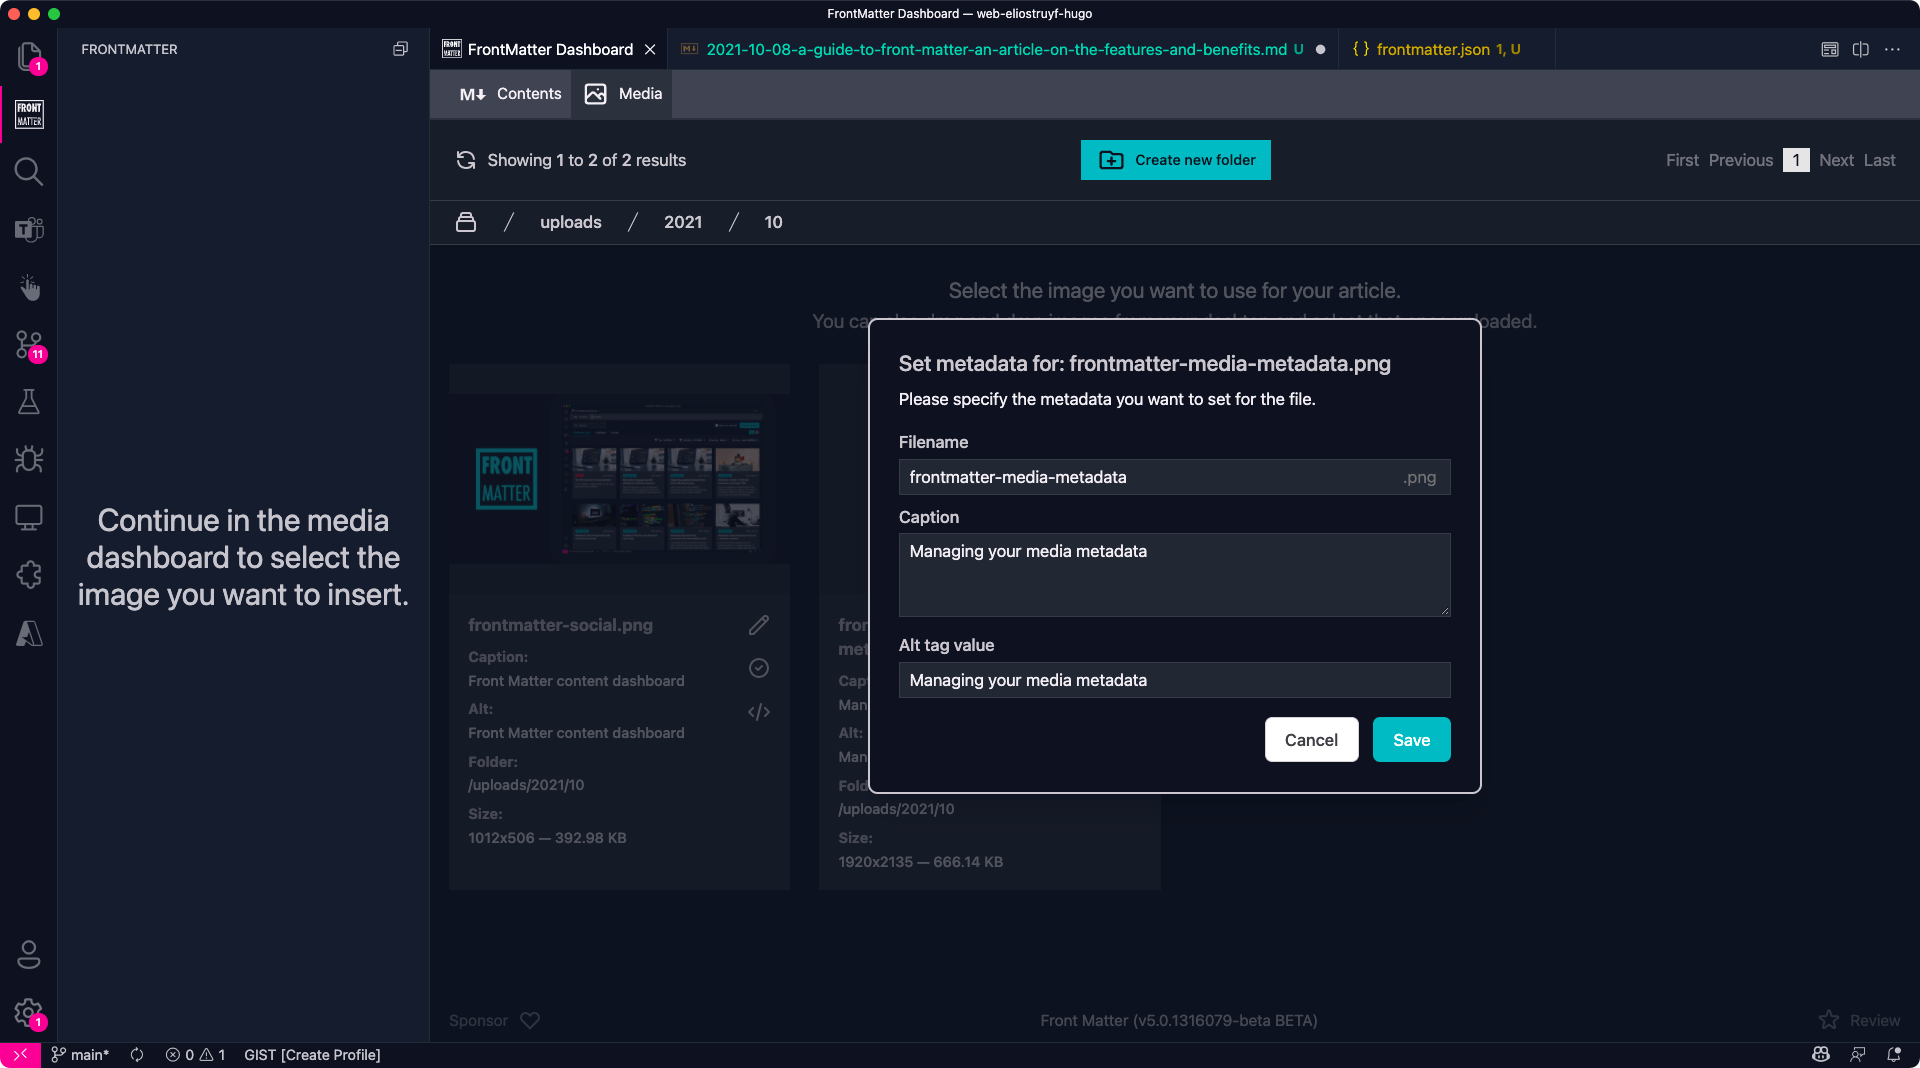 FrontMatter Dashboard — web-eliostruyf-hugo
1
FRONTMATTER
FRONT MATTER
FrontMatter Dashboard
2021-10-08-a-guide-to-front-matter-an-article-on-the-features-and-benefits.md U
{ } frontmatter.json 1, U
FRONT
MATTER
Contents
Media
Showing 1 to 2 of 2 results
Create new folder
First Previous 1 Next Last
/ uploads / 2021 / 10
Select the image you want to use for your article.
You ca
loaded.
11
Continue in the media
dashboard to select the
image you want to insert.
FRONT
MATTER
frontmatter-social.png
Caption:
Front Matter content dashboard
Alt:
Front Matter content dashboard
Folder:
/uploads/2021/10
Size:
1012x506 — 392.98 KB
fron
met
Cap
Man
Alt:
Man
Fold
/uploads/2021/10
Size:
1920x2135 — 666.14 KB
Set metadata for: frontmatter-media-metadata.png
Please specify the metadata you want to set for the file.
Filename
frontmatter-media-metadata .png
Caption
Managing your media metadata
Alt tag value
Managing your media metadata
Cancel
Save
1
Sponsor
Front Matter (v5.0.1316079-beta BETA)
Review
main* 0 1 GIST [Create Profile]